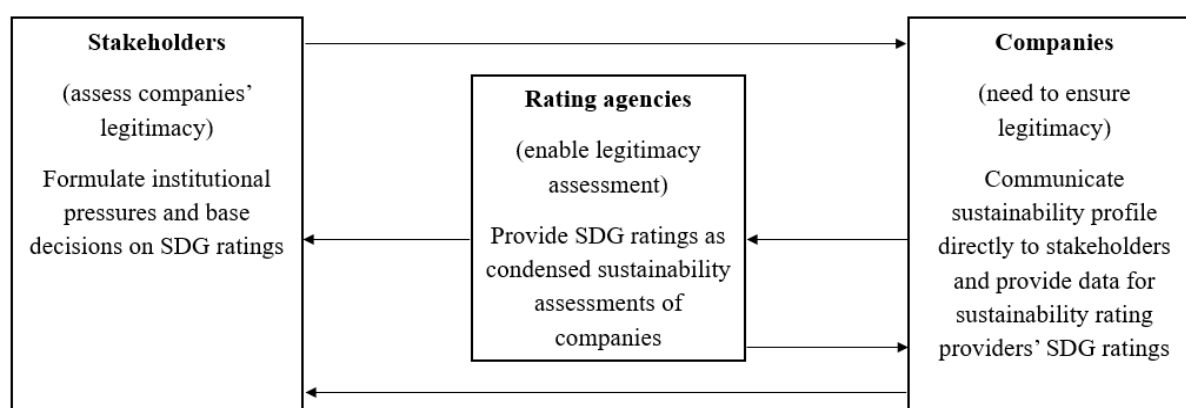 Stakeholders
(assess companies’
legitimacy)
Formulate institutional
pressures and base
decisions on SDG ratings
Rating agencies
(enable legitimacy
assessment)
Provide SDG ratings as
condensed sustainability
assessments of
companies
Companies
(need to ensure
legitimacy)
Communicate
sustainability profile
directly to stakeholders
and provide data for
sustainability rating
providers’ SDG ratings